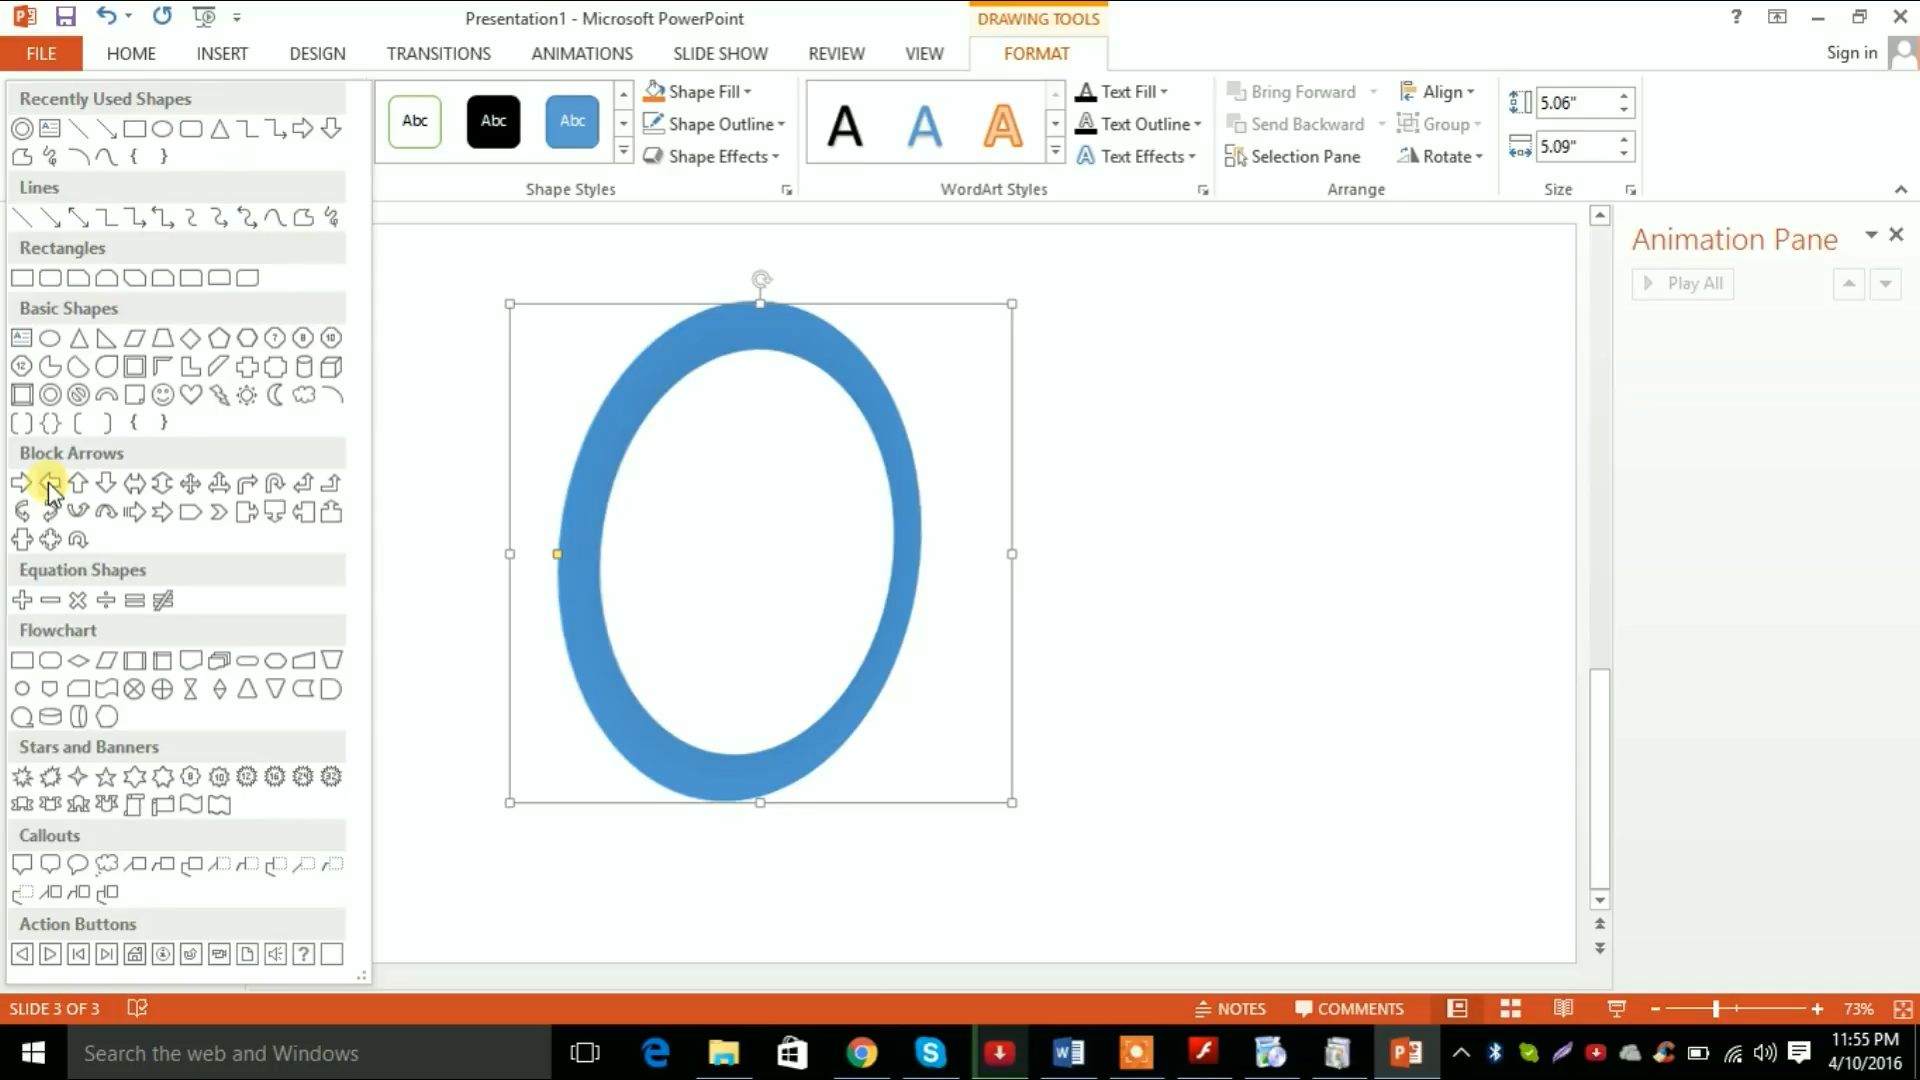 Presentation1 - Microsoft PowerPoint
DRAWING TOOLS
?
FILE
HOME
INSERT
DESIGN
TRANSITIONS
ANIMATIONS
SLIDE SHOW
REVIEW
VIEW
FORMAT
Sign in
Recently Used Shapes
Lines
Rectangles
Basic Shapes
Block Arrows
Equation Shapes
Flowchart
Stars and Banners
Callouts
Action Buttons
Abc
Abc
Abc
Shape Fill
Shape Outline
Shape Effects
Shape Styles
A
A
A
Text Fill
Text Outline
Text Effects
WordArt Styles
Bring Forward
Send Backward
Selection Pane
Align
Group
Rotate
Arrange
5.06"
5.09"
Size
Animation Pane
Play All
SLIDE 3 OF 3
NOTES
COMMENTS
73%
Search the web and Windows
11:55 PM
4/10/2016